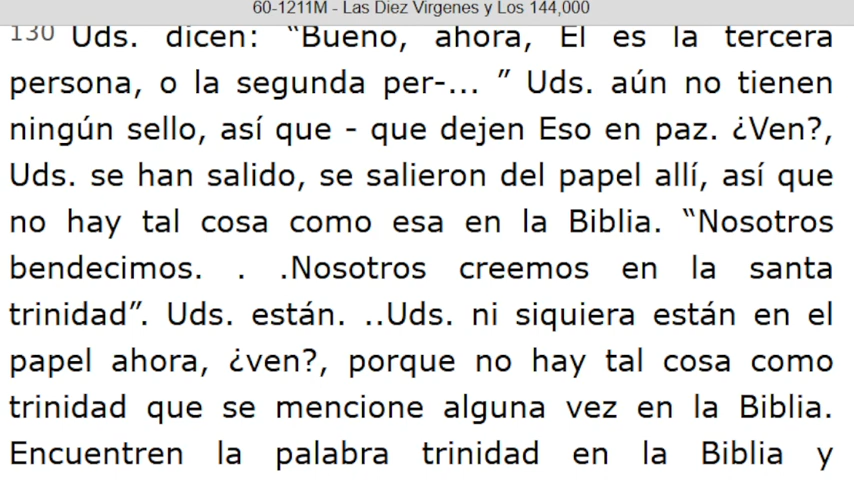 60-1211M - Las Diez Virgenes y Los 144,000
130 Uds. dicen: “Bueno, ahora, El es la tercera
persona, o la segunda per-... ” Uds. aún no tienen
ningún sello, así que - que dejen Eso en paz. ¿Ven?,
Uds. se han salido, se salieron del papel allí, así que
no hay tal cosa como esa en la Biblia. “Nosotros
bendecimos. . .Nosotros creemos en la santa
trinidad”. Uds. están. ..Uds. ni siquiera están en el
papel ahora, ¿ven?, porque no hay tal cosa como
trinidad que se mencione alguna vez en la Biblia.
Encuentren la palabra trinidad en la Biblia y